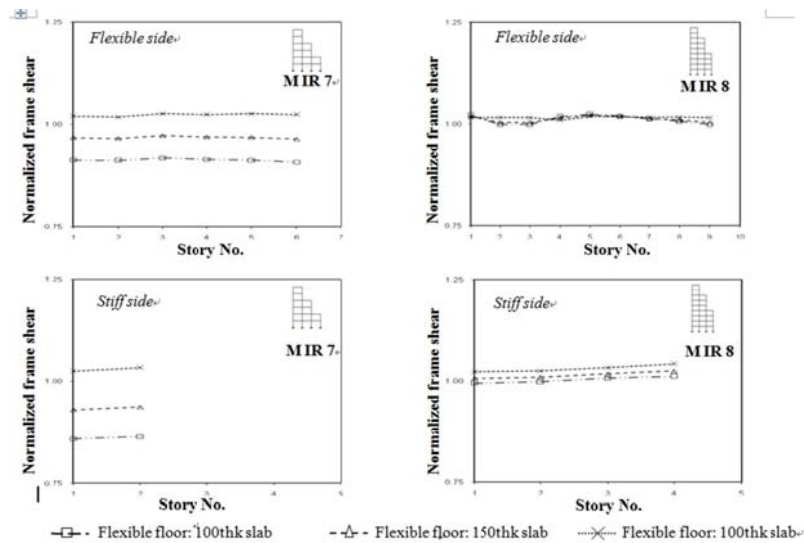 1.25
Flexible side
MIR 7
Normalized frame shear
1.00
0.75
1 2 3 4 5 6 7
Story No.
1.25
Flexible side
MIR 8
Normalized frame shear
1.00
0.75
1 2 3 4 5 6 7 8 9 10
Story No.
1.25
Stiff side
MIR 7
Normalized frame shear
1.00
0.75
1 2 3 4 5
Story No.
1.25
Stiff side
MIR 8
Normalized frame shear
1.00
0.75
1 2 3 4 5
Story No.
Flexible floor: 100thk slab
Flexible floor: 150thk slab
Flexible floor: 100thk slab